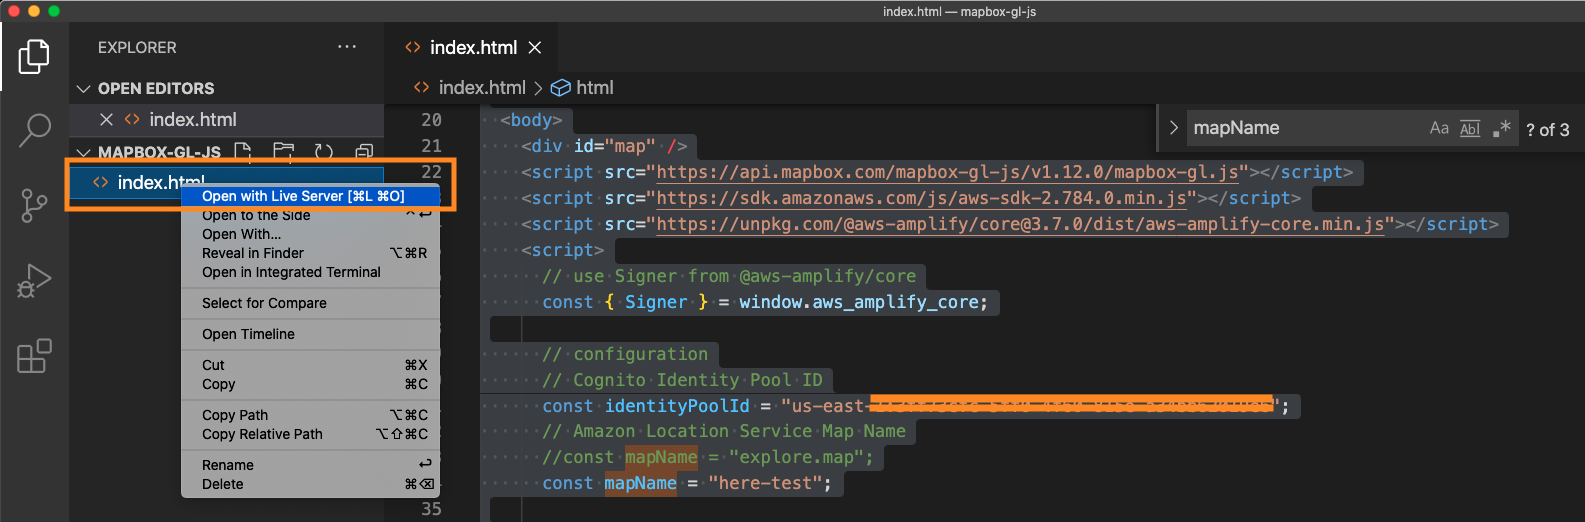 index.html — mapbox-gl-js
EXPLORER
index.html
OPEN EDITORS
index.html > html
index.html
MAPBOX-GL-JS
index.html
Open with Live Server [⌘L ⌘O]
Open to the Side ⌃↩
Open With...
Reveal in Finder ⌥⌘R
Open in Integrated Terminal
Select for Compare
Open Timeline
Cut ⌘X
Copy ⌘C
Copy Path ⌥⌘C
Copy Relative Path ⌥⇧⌘C
Rename ↩
Delete ⌘⌫
mapName Aa Abl .* ? of 3
20 <body>
21 <div id="map" />
22 <script src="https://api.mapbox.com/mapbox-gl-js/v1.12.0/mapbox-gl.js"></script>
<script src="https://sdk.amazonaws.com/js/aws-sdk-2.784.0.min.js"></script>
<script src="https://unpkg.com/@aws-amplify/core@3.7.0/dist/aws-amplify-core.min.js"></script>
<script>
// use Signer from @aws-amplify/core
const { Signer } = window.aws_amplify_core;
// configuration
// Cognito Identity Pool ID
const identityPoolId = "us-east-";
// Amazon Location Service Map Name
//const mapName = "explore.map";
const mapName = "here-test";
35